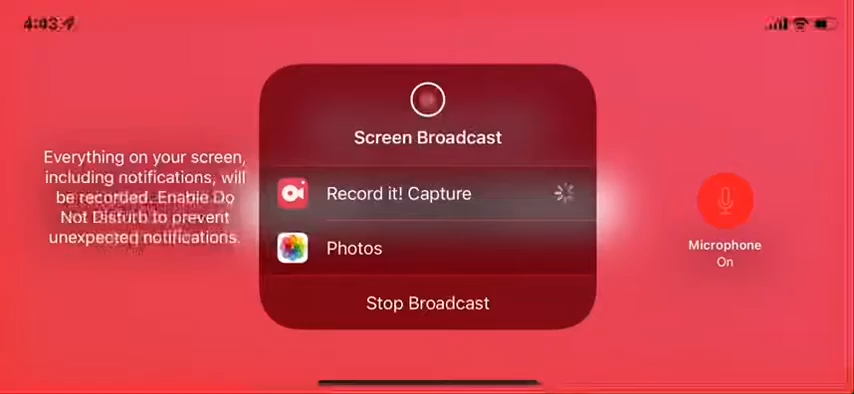 4:03
Screen Broadcast
Everything on your screen,
including notifications, will
be recorded. Enable Do
Not Disturb to prevent
unexpected notifications.
Record it! Capture
Photos
Stop Broadcast
Microphone
On